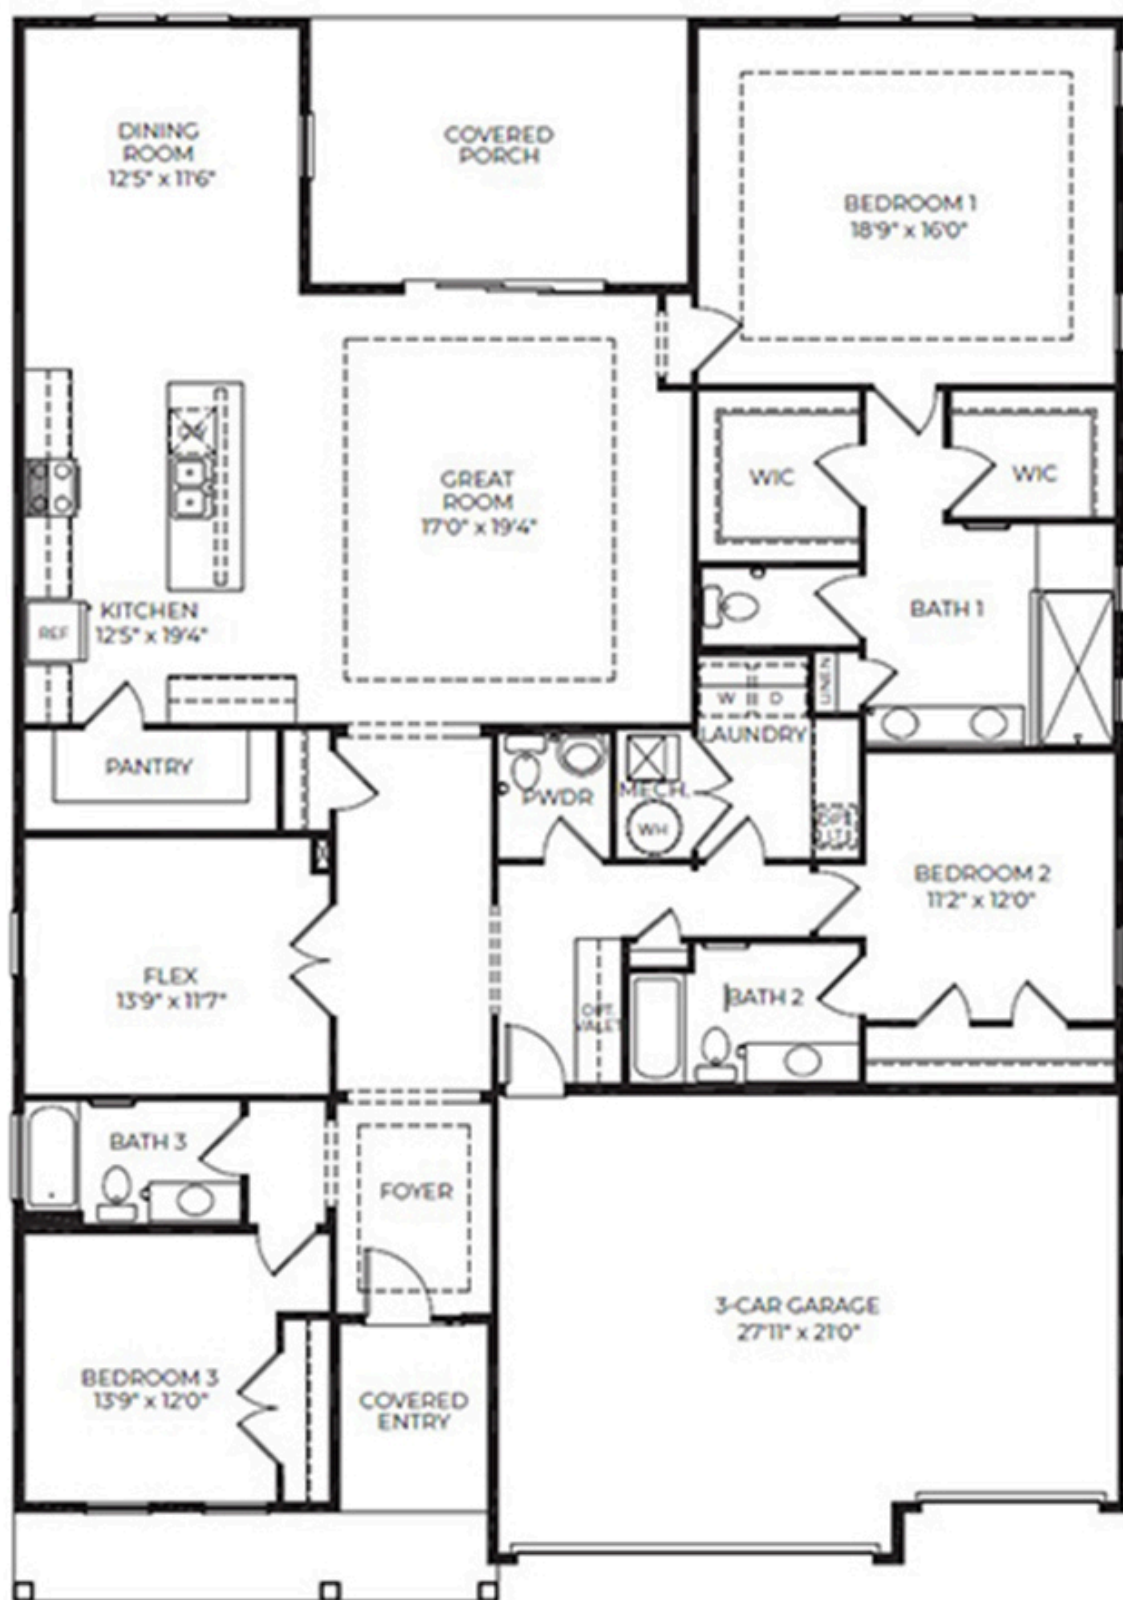 DINING
ROOM
12'5" x 11'6"
COVERED
PORCH
BEDROOM 1
18'9" x 16'0"
GREAT
ROOM
17'0" x 19'4"
WIC
WIC
KITCHEN
12'5" x 19'4"
REF
BATH 1
LINEN
W
D
LAUNDRY
PANTRY
PWDR
MECH.
WH
OPT
LT
BEDROOM 2
11'2" x 12'0"
FLEX
13'9" x 11'7"
OPT.
VALET
BATH 2
BATH 3
FOYER
3-CAR GARAGE
27'11" x 21'0"
BEDROOM 3
13'9" x 12'0"
COVERED
ENTRY